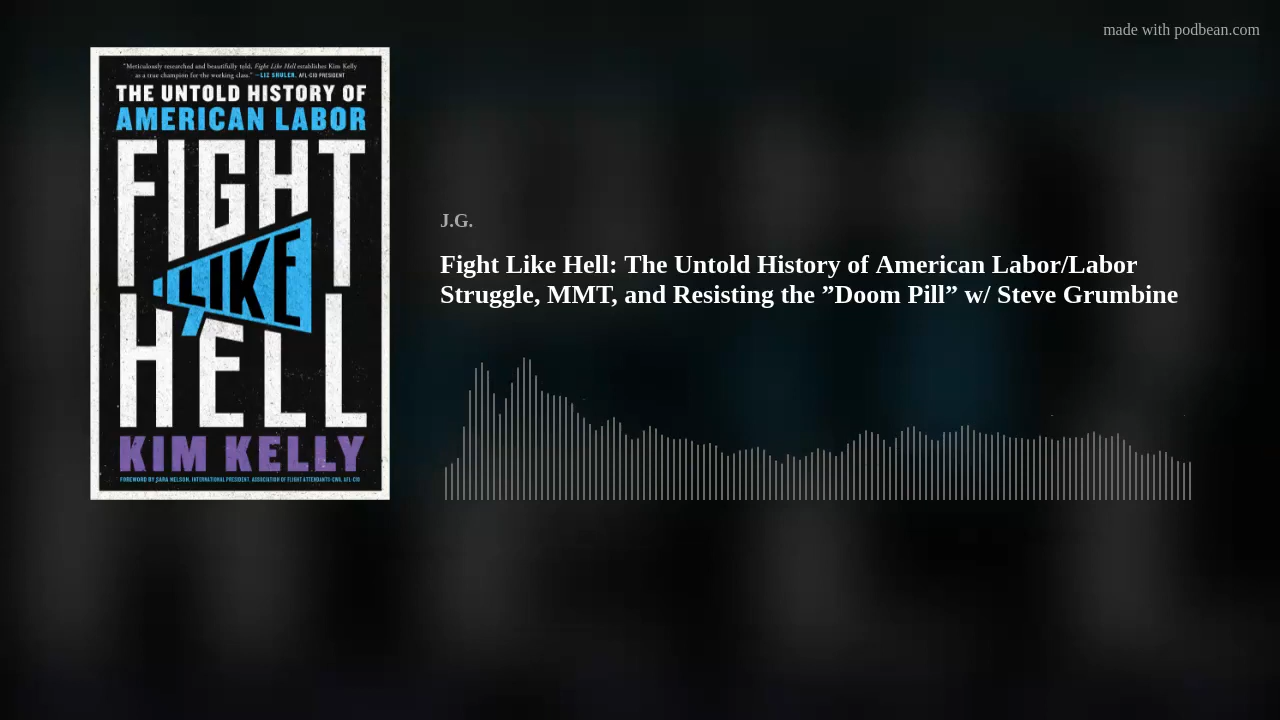 made with podbean.com
"Meticulously researched and beautifully told, Fight Like Hell establishes Kim Kelly
as a true champion for the working class." –LIZ SHULER, AFL-CIO PRESIDENT
THE UNTOLD HISTORY OF
AMERICAN LABOR
FIGHT
LIKE
HELL
KIM KELLY
FOREWORD BY SARA NELSON, INTERNATIONAL PRESIDENT, ASSOCIATION OF FLIGHT ATTENDANTS-CWA, AFL-CIO
J.G.
Fight Like Hell: The Untold History of American Labor/Labor
Struggle, MMT, and Resisting the ”Doom Pill” w/ Steve Grumbine